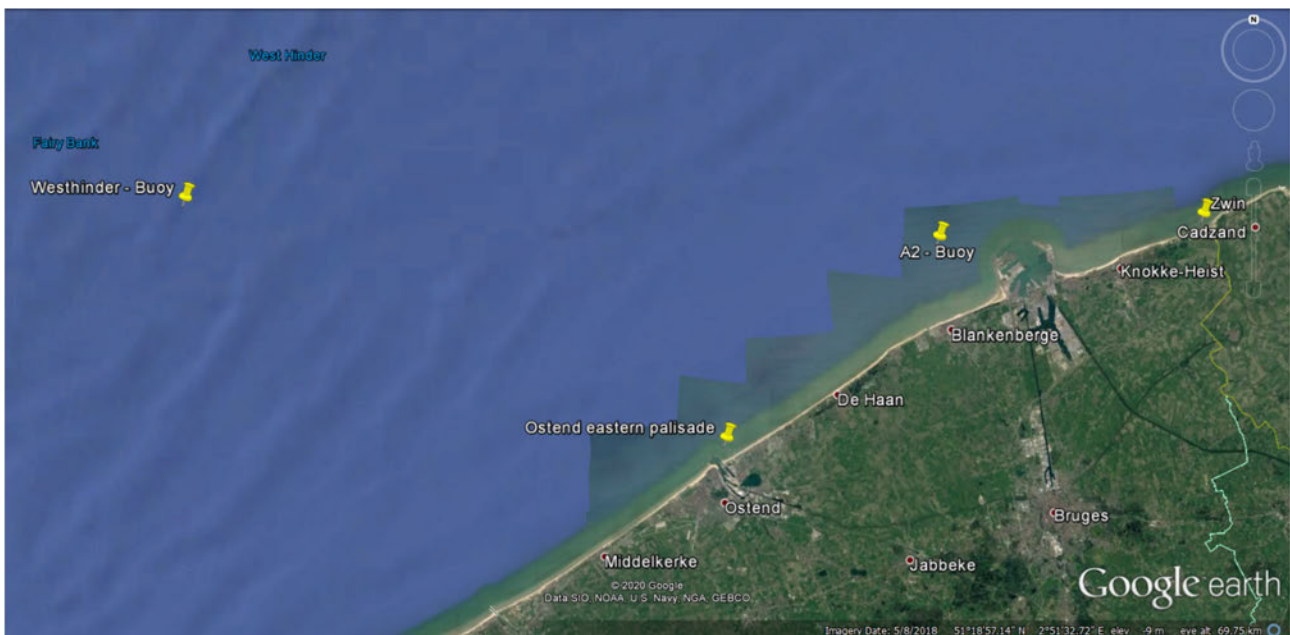 N
West Hinder
Fairy Bank
Westhinder - Buoy
Zwin
Cadzand
A2 - Buoy
Knokke-Heist
Blankenberge
De Haan
Ostend eastern palisade
Ostend
Bruges
Middelkerke
Jabbeke
© 2020 Google
Data SIO, NOAA, U.S. Navy, NGA, GEBCO
Google earth
Imagery Date: 5/8/2018 51°18'57.14" N 2°51'32.72" E elev -9 m eye alt 69.75 km